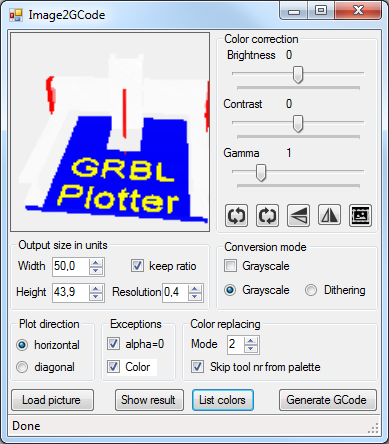 Image2GCode
GRBL
Plotter
Color correction
Brightness 0
Contrast 0
Gamma 1
Output size in units
Width 50,0 keep ratio
Height 43,9 Resolution 0,4
Conversion mode
Grayscale
Grayscale Dithering
Plot direction
horizontal
diagonal
Exceptions
alpha=0
Color
Color replacing
Mode 2
Skip tool nr from palette
Load picture Show result List colors Generate GCode
Done